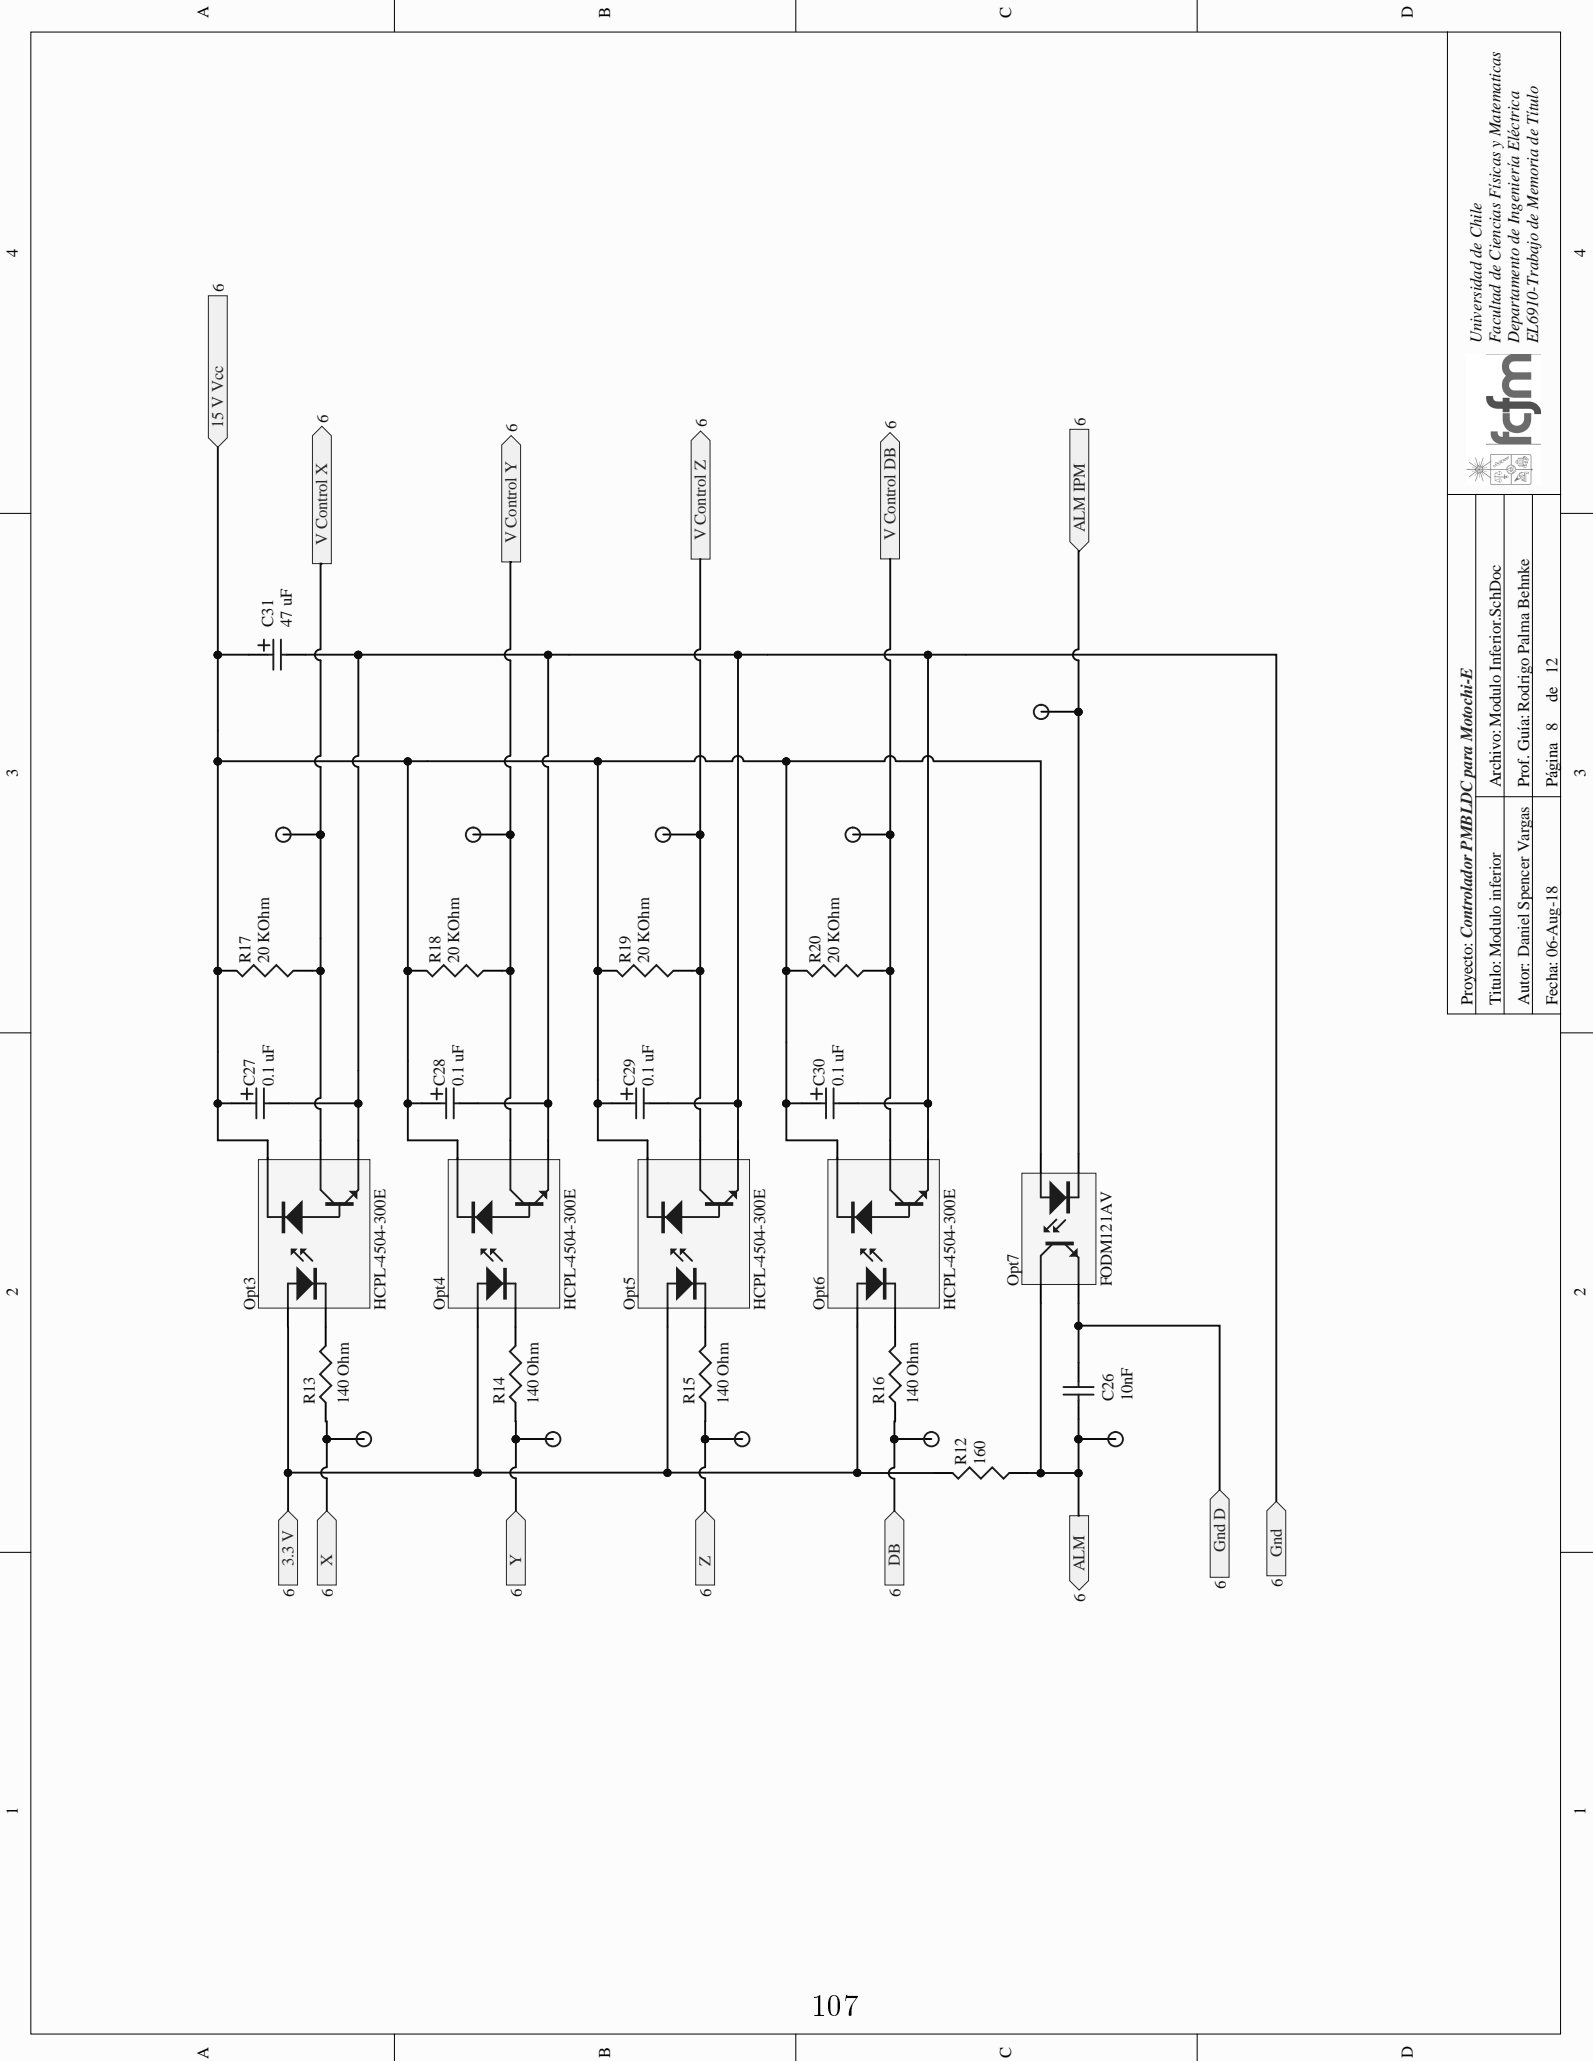 A
B
C
D
4
4
3
3
2
2
1
1
15 V Vcc 6
V Control X 6
V Control Y 6
V Control Z 6
V Control DB 6
ALM IPM 6
C31
47 uF
R17
20 KOhm
R18
20 KOhm
R19
20 KOhm
R20
20 KOhm
C27
0.1 uF
C28
0.1 uF
C29
0.1 uF
C30
0.1 uF
Opt3
HCPL-4504-300E
Opt4
HCPL-4504-300E
Opt5
HCPL-4504-300E
Opt6
HCPL-4504-300E
Opt7
FODM121AV
R13
140 Ohm
R14
140 Ohm
R15
140 Ohm
R16
140 Ohm
R12
160
C26
10nF
6 3.3 V
6 X
6 Y
6 Z
6 DB
6 ALM
6 Gnd D
6 Gnd
Proyecto: Controlador PMBLDC para Motochi-E
Titulo: Modulo inferior
Archivo: Modulo Inferior.SchDoc
Autor: Daniel Spencer Vargas
Prof. Guía: Rodrigo Palma Behnke
Fecha: 06-Aug-18
Página 8 de 12
fcfm
Universidad de Chile
Facultad de Ciencias Físicas y Matematicas
Departamento de Ingeniería Eléctrica
EL6910-Trabajo de Memoria de Título
A
B
C
D
107